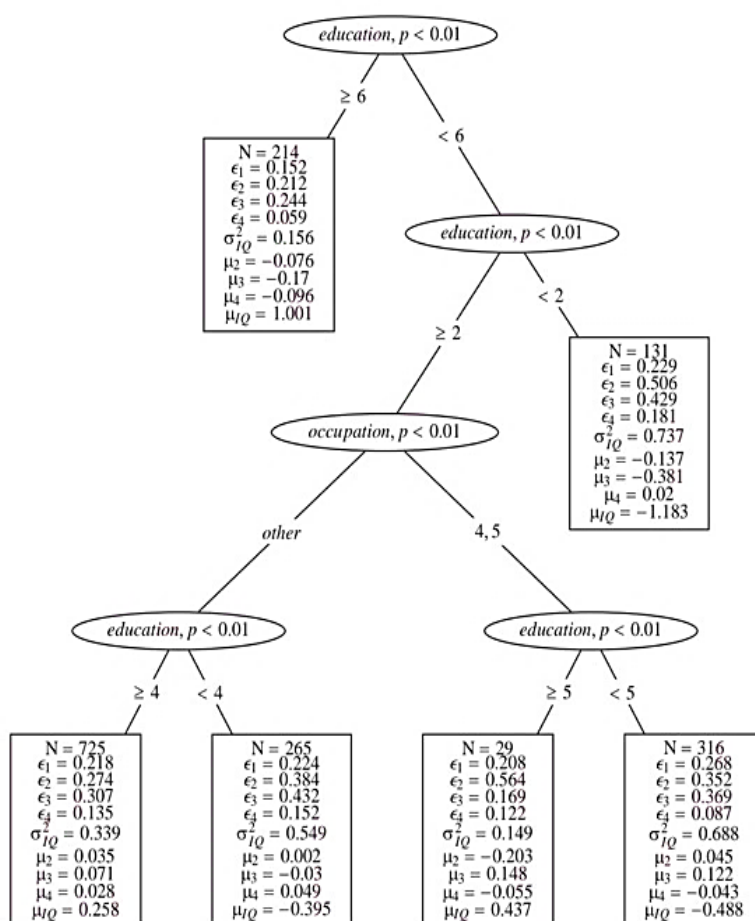 education, p < 0.01
≥ 6
< 6
N = 214
ϵ1 = 0.152
ϵ2 = 0.212
ϵ3 = 0.244
ϵ4 = 0.059
σ²IQ = 0.156
μ2 = −0.076
μ3 = −0.17
μ4 = −0.096
μIQ = 1.001
education, p < 0.01
≥ 2
< 2
N = 131
ϵ1 = 0.229
ϵ2 = 0.506
ϵ3 = 0.429
ϵ4 = 0.181
σ²IQ = 0.737
μ2 = −0.137
μ3 = −0.381
μ4 = 0.02
μIQ = −1.183
occupation, p < 0.01
other
4, 5
education, p < 0.01
≥ 4
< 4
education, p < 0.01
≥ 5
< 5
N = 725
ϵ1 = 0.218
ϵ2 = 0.274
ϵ3 = 0.307
ϵ4 = 0.135
σ²IQ = 0.339
μ2 = 0.035
μ3 = 0.071
μ4 = 0.028
μIQ = 0.258
N = 265
ϵ1 = 0.224
ϵ2 = 0.384
ϵ3 = 0.432
ϵ4 = 0.152
σ²IQ = 0.549
μ2 = 0.002
μ3 = −0.03
μ4 = 0.049
μIQ = −0.395
N = 29
ϵ1 = 0.208
ϵ2 = 0.564
ϵ3 = 0.169
ϵ4 = 0.122
σ²IQ = 0.149
μ2 = −0.203
μ3 = 0.148
μ4 = −0.055
μIQ = 0.437
N = 316
ϵ1 = 0.268
ϵ2 = 0.352
ϵ3 = 0.369
ϵ4 = 0.087
σ²IQ = 0.688
μ2 = 0.045
μ3 = 0.122
μ4 = −0.043
μIQ = −0.488